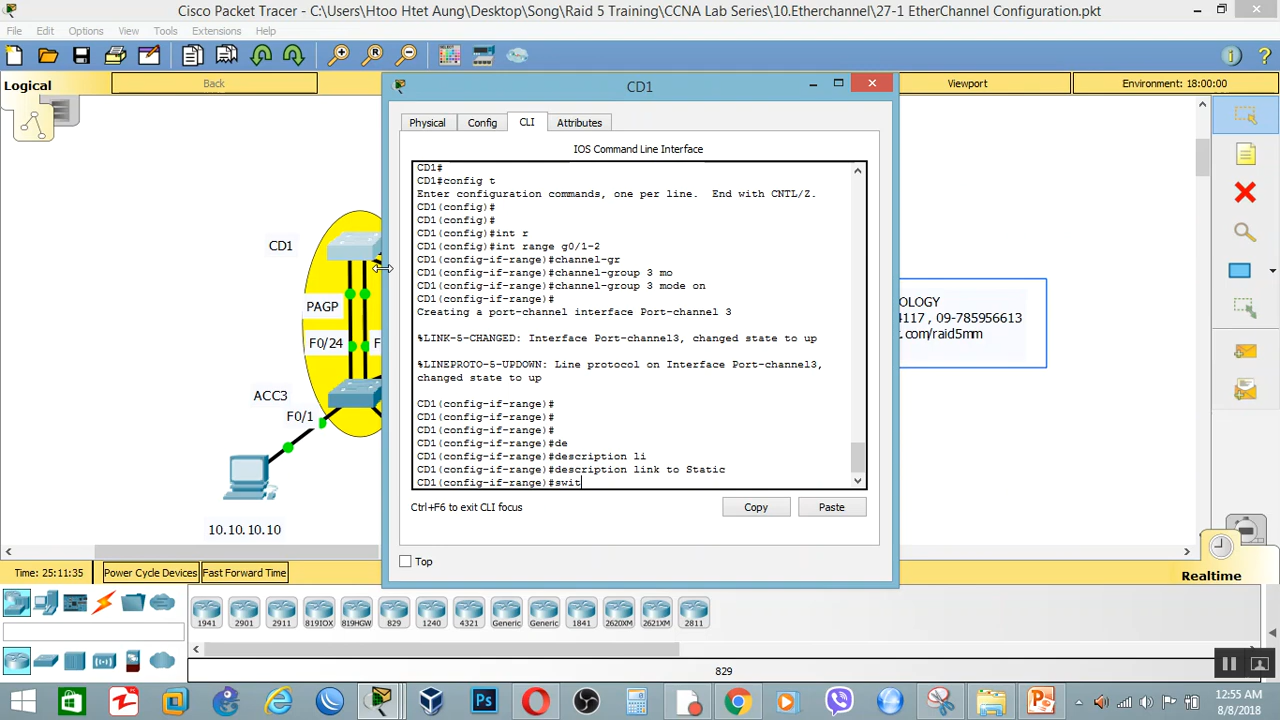 Cisco Packet Tracer - C:\Users\Htoo Htet Aung\Desktop\Song\Raid 5 Training\CCNA Lab Series\10.Etherchannel\27-1 EtherChannel Configuration.pkt
File Edit Options View Tools Extensions Help
Logical Back Viewport Environment: 18:00:00
CD1
Physical Config CLI Attributes
IOS Command Line Interface
CD1#
CD1#config t
Enter configuration commands, one per line. End with CNTL/Z.
CD1(config)#
CD1(config)#
CD1(config)#int r
CD1(config)#int range g0/1-2
CD1(config-if-range)#channel-gr
CD1(config-if-range)#channel-group 3 mo
CD1(config-if-range)#channel-group 3 mode on
CD1(config-if-range)#
Creating a port-channel interface Port-channel 3
%LINK-5-CHANGED: Interface Port-channel3, changed state to up
%LINEPROTO-5-UPDOWN: Line protocol on Interface Port-channel3,
changed state to up
CD1(config-if-range)#
CD1(config-if-range)#
CD1(config-if-range)#
CD1(config-if-range)#de
CD1(config-if-range)#description li
CD1(config-if-range)#description link to Static
CD1(config-if-range)#swit
Ctrl+F6 to exit CLI focus
Copy Paste
Top
CD1
PAGP
F0/24 F
ACC3
F0/1
10.10.10.10
OLOGY
4117 , 09-785956613
.com/raid5mm
Time: 25:11:35 Power Cycle Devices Fast Forward Time
Realtime
1941 2901 2911 819IOX 819HGW 829 1240 4321 Generic Generic 1841 2620XM 2621XM 2811
829
12:55 AM
8/8/2018